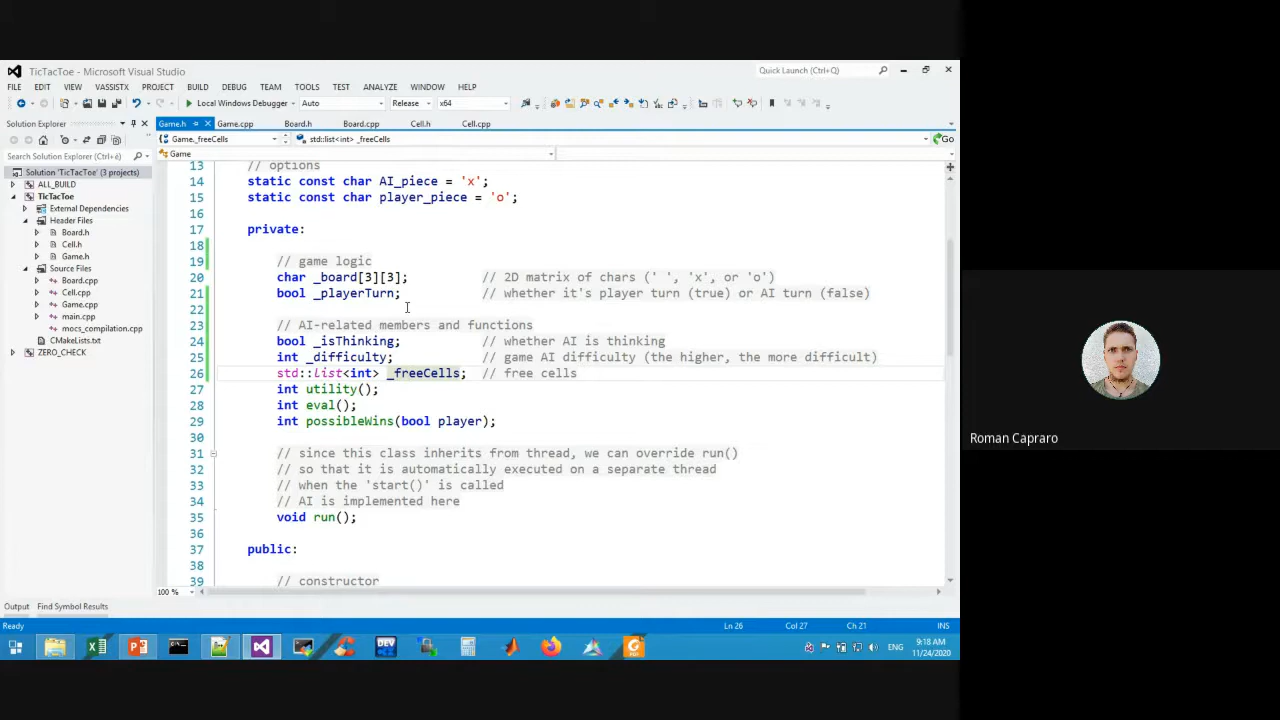 TicTacToe - Microsoft Visual Studio
Quick Launch (Ctrl+Q)
FILE EDIT VIEW VASSISTX PROJECT BUILD DEBUG TEAM TOOLS TEST ANALYZE WINDOW HELP
Local Windows Debugger Auto Release x64
Solution Explorer
Game.h Game.cpp Board.h Board.cpp Cell.h Cell.cpp
Game._freeCells std::list<int> _freeCells Go
Search Solution Explorer (Ctrl+è)
Game
Solution 'TicTacToe' (3 projects)
ALL_BUILD
TicTacToe
External Dependencies
Header Files
Board.h
Cell.h
Game.h
Source Files
Board.cpp
Cell.cpp
Game.cpp
main.cpp
mocs_compilation.cpp
CMakeLists.txt
ZERO_CHECK
13 // options
14 static const char AI_piece = 'x';
15 static const char player_piece = 'o';
16
17 private:
18
19 // game logic
20 char _board[3][3]; // 2D matrix of chars (' ', 'x', or 'o')
21 bool _playerTurn; // whether it's player turn (true) or AI turn (false)
22
23 // AI-related members and functions
24 bool _isThinking; // whether AI is thinking
25 int _difficulty; // game AI difficulty (the higher, the more difficult)
26 std::list<int> _freeCells; // free cells
27 int utility();
28 int eval();
29 int possibleWins(bool player);
30
31 // since this class inherits from thread, we can override run()
32 // so that it is automatically executed on a separate thread
33 // when the 'start()' is called
34 // AI is implemented here
35 void run();
36
37 public:
38
39 // constructor
100 %
Output Find Symbol Results
Ready Ln 26 Col 27 Ch 21 INS
ENG
9:18 AM
11/24/2020
Roman Capraro